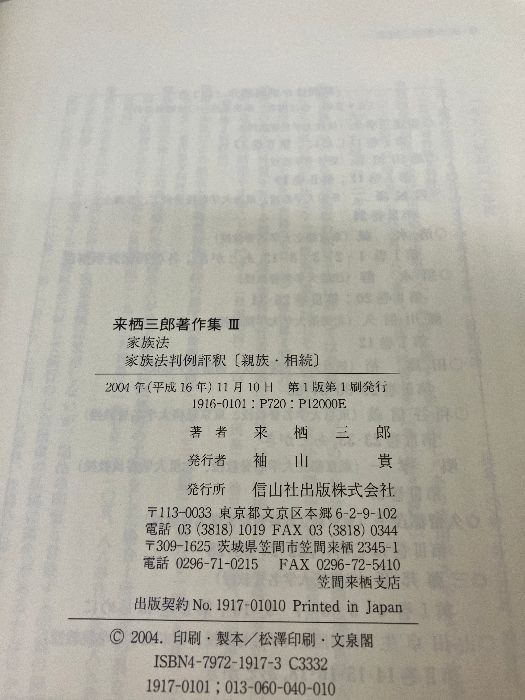 来栖三郎著作集 Ⅲ
家族法
家族法判例評釈〔親族・相続〕
2004年(平成16年)11月10日 第1版第1刷発行
1916-0101:P720:P12000E
著者 来栖三郎
発行者 袖山貴
発行所 信山社出版株式会社
〒113-0033 東京都文京区本郷6-2-9-102
電話 03(3818)1019 FAX 03(3818)0344
〒309-1625 茨城県笠間市笠間来栖2345-1
電話 0296-71-0215 FAX 0296-72-5410
笠間来栖支店
出版契約No.1917-01010 Printed in Japan
©2004. 印刷・製本/松澤印刷・文泉閣
ISBN4-7972-1917-3 C3332
1917-0101:013-060-040-010